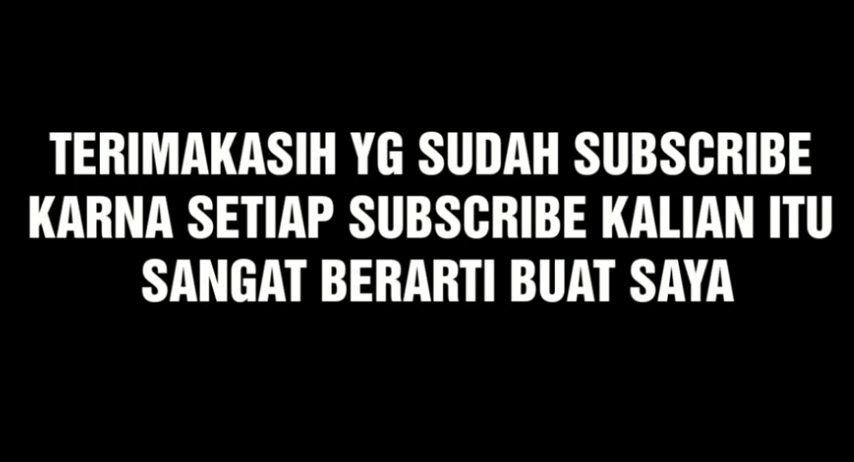 TERIMAKASIH YG SUDAH SUBSCRIBE
KARNA SETIAP SUBSCRIBE KALIAN ITU
SANGAT BERARTI BUAT SAYA